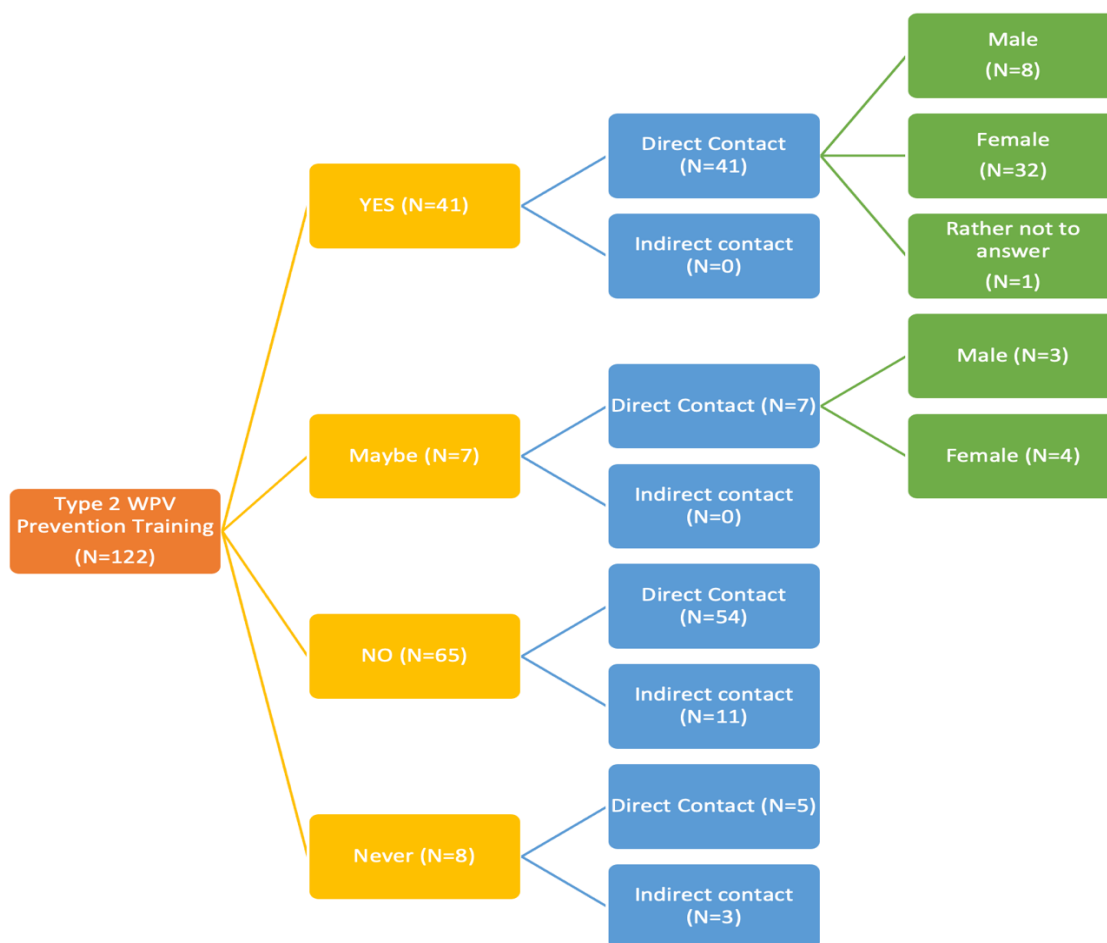 Type 2 WPV
Prevention Training
(N=122)
YES (N=41)
Direct Contact
(N=41)
Male
(N=8)
Female
(N=32)
Rather not to
answer
(N=1)
Indirect contact
(N=0)
Maybe (N=7)
Direct Contact (N=7)
Male (N=3)
Female (N=4)
Indirect contact
(N=0)
NO (N=65)
Direct Contact
(N=54)
Indirect contact
(N=11)
Never (N=8)
Direct Contact (N=5)
Indirect contact
(N=3)